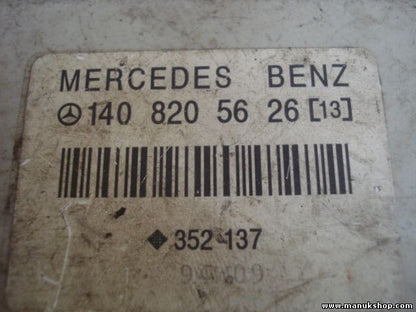 MERCEDES BENZ
140 820 56 26 [13]
352 137
www.manukshop.com